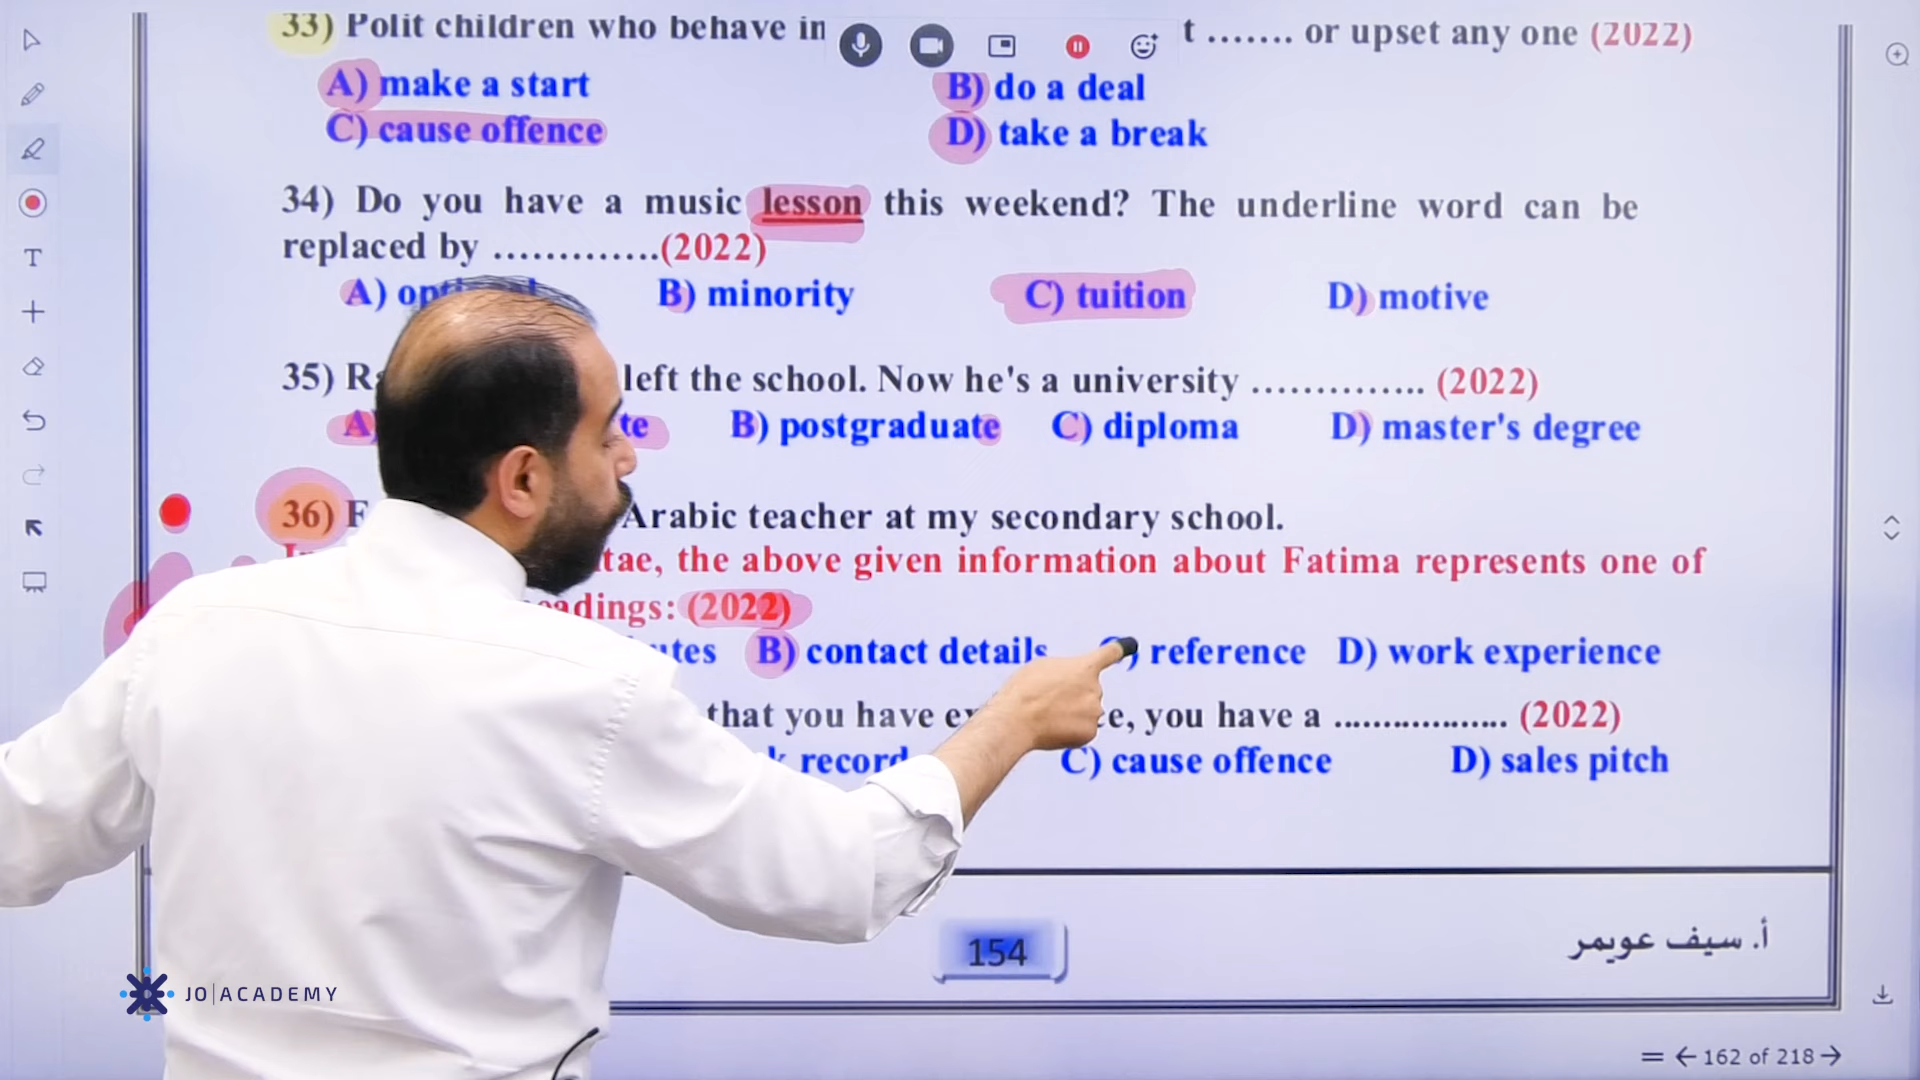 33) Polit children who behave in t ....... or upset any one (2022)
A) make a start B) do a deal
C) cause offence D) take a break
34) Do you have a music lesson this weekend? The underline word can be
replaced by .............(2022)
A) B) minority C) tuition D) motive
35) left the school. Now he's a university .............. (2022)
A) te B) postgraduate C) diploma D) master's degree
36) F Arabic teacher at my secondary school.
tae, the above given information about Fatima represents one of
adings: (2022)
utes B) contact details reference D) work experience
that you have e, you have a .................. (2022)
record C) cause offence D) sales pitch
154
أ. سيف عويمر
JO ACADEMY
162 of 218